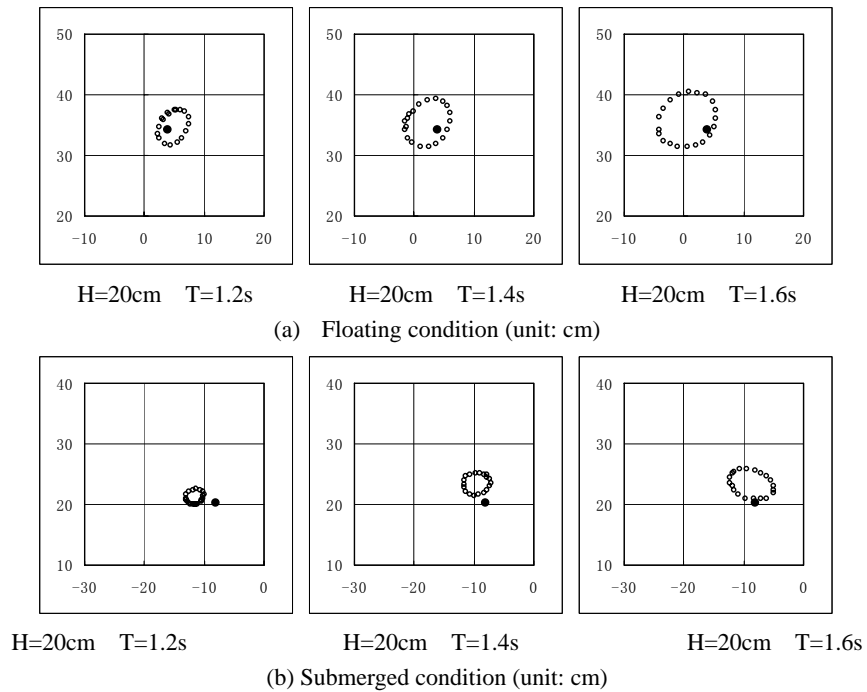 50 50 50
40 40 40
30 30 30
20 20 20
-10 0 10 20 -10 0 10 20 -10 0 10 20
H=20cm T=1.2s H=20cm T=1.4s H=20cm T=1.6s
(a) Floating condition (unit: cm)
40 40 40
30 30 30
20 20 20
10 10 10
-30 -20 -10 0 -30 -20 -10 0 -30 -20 -10 0
H=20cm T=1.2s H=20cm T=1.4s H=20cm T=1.6s
(b) Submerged condition (unit: cm)